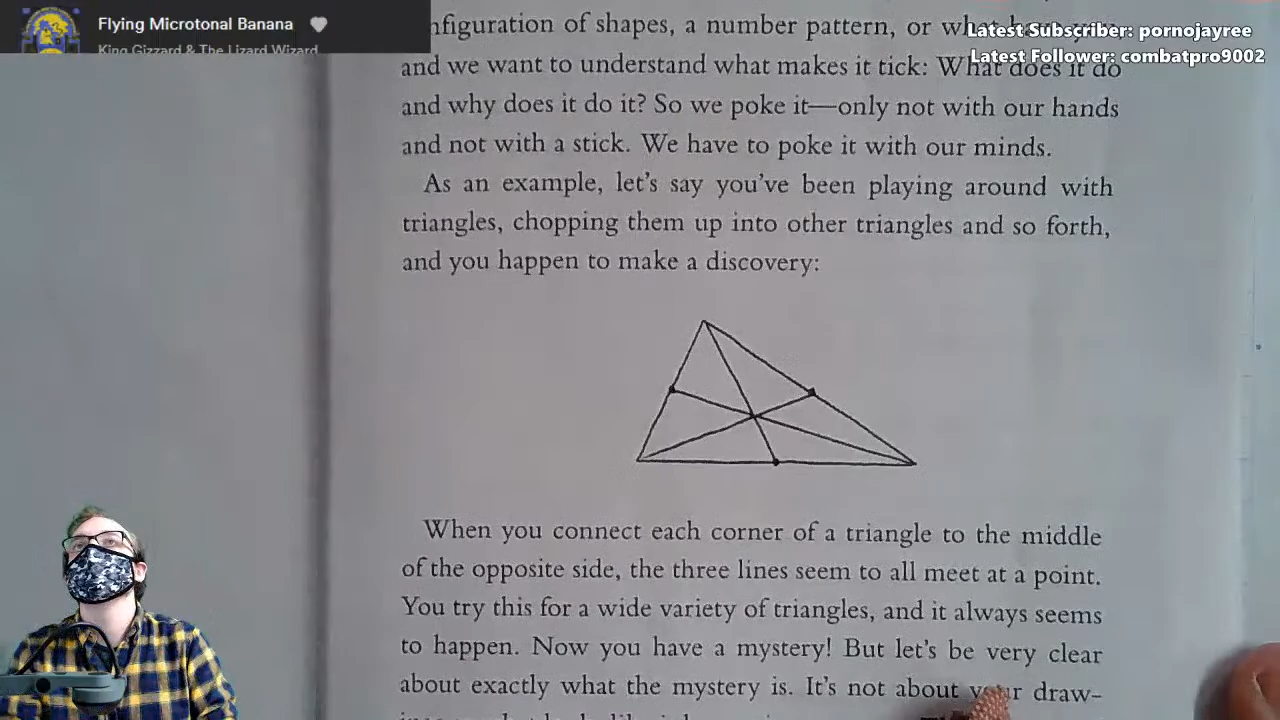 Flying Microtonal Banana
King Gizzard & The Lizard Wizard
Latest Subscriber: pornojayree
Latest Follower: combatpro9002
nfiguration of shapes, a number pattern, or
and we want to understand what makes it tick: What does it do
and why does it do it? So we poke it—only not with our hands
and not with a stick. We have to poke it with our minds.
As an example, let's say you've been playing around with
triangles, chopping them up into other triangles and so forth,
and you happen to make a discovery:
When you connect each corner of a triangle to the middle
of the opposite side, the three lines seem to all meet at a point.
You try this for a wide variety of triangles, and it always seems
to happen. Now you have a mystery! But let's be very clear
about exactly what the mystery is. It's not about your draw-